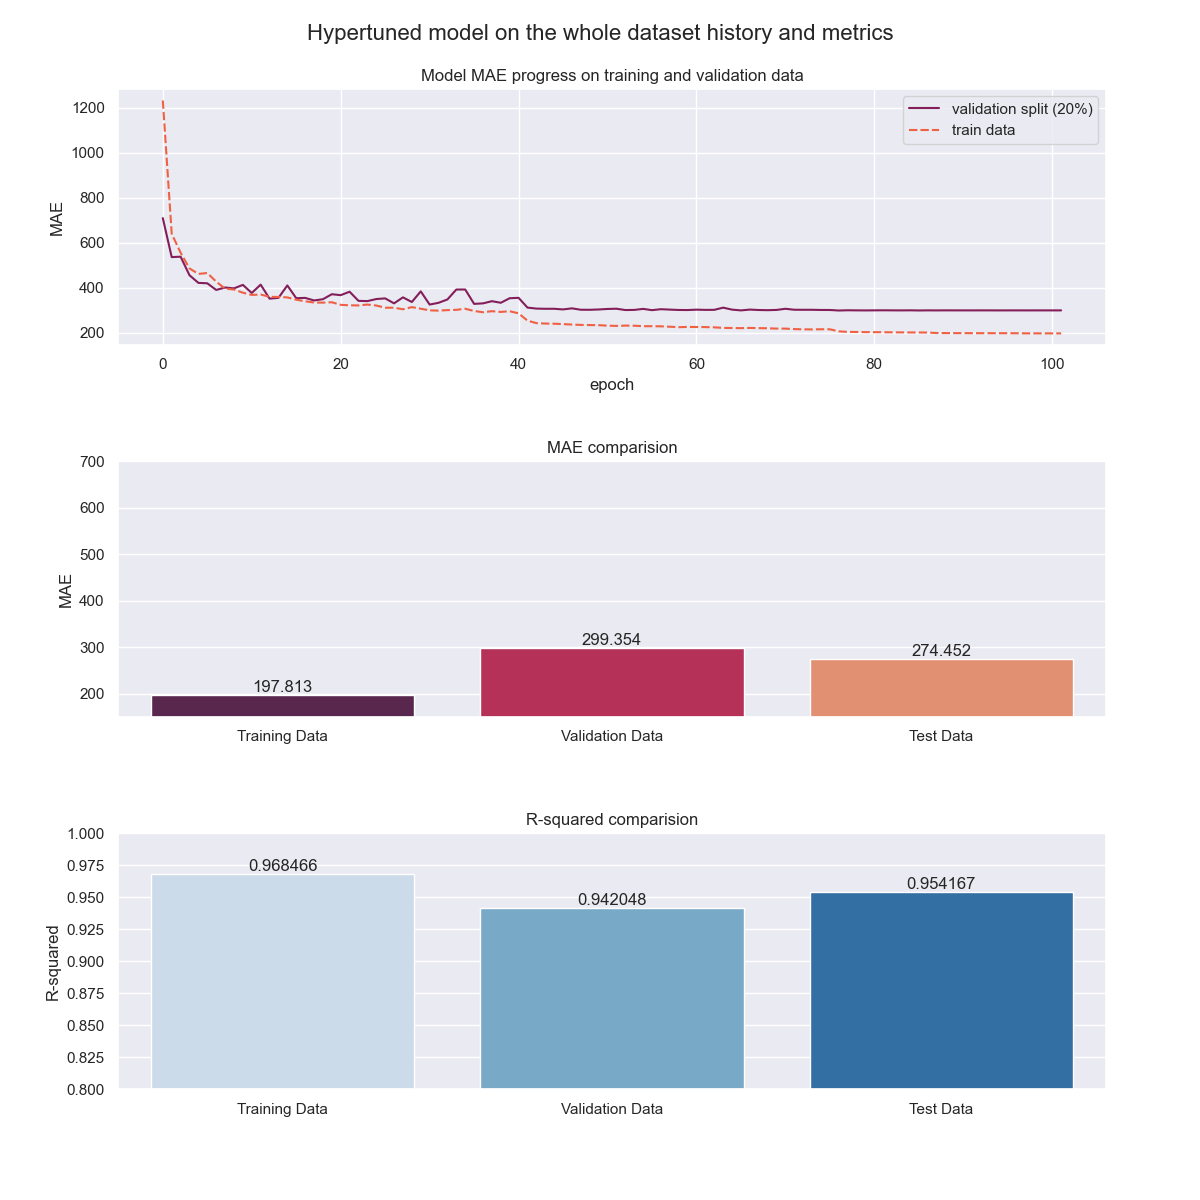 Hypertuned model on the whole dataset history and metrics
Model MAE progress on training and validation data
validation split (20%)
train data
1200
1000
800
600
400
200
MAE
0 20 40 60 80 100
epoch
MAE comparision
700
600
500
400
300
200
MAE
197.813 299.354 274.452
Training Data Validation Data Test Data
R-squared comparision
1.000
0.975
0.950
0.925
0.900
0.875
0.850
0.825
0.800
R-squared
0.968466 0.942048 0.954167
Training Data Validation Data Test Data